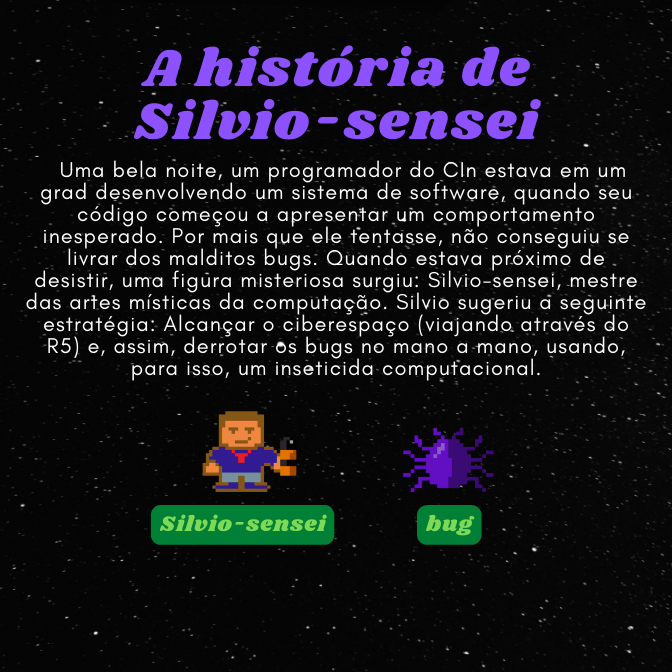 A história de
Silvio-sensei
Uma bela noite, um programador do CIn estava em um
grad desenvolvendo um sistema de software, quando seu
código começou a apresentar um comportamento
inesperado. Por mais que ele tentasse, não conseguiu se
livrar dos malditos bugs. Quando estava próximo de
desistir, uma figura misteriosa surgiu: Silvio-sensei, mestre
das artes místicas da computação. Silvio sugeriu a seguinte
estratégia: Alcançar o ciberespaço (viajando através do
R5) e, assim, derrotar os bugs no mano a mano, usando,
para isso, um inseticida computacional.
Silvio-sensei
bug